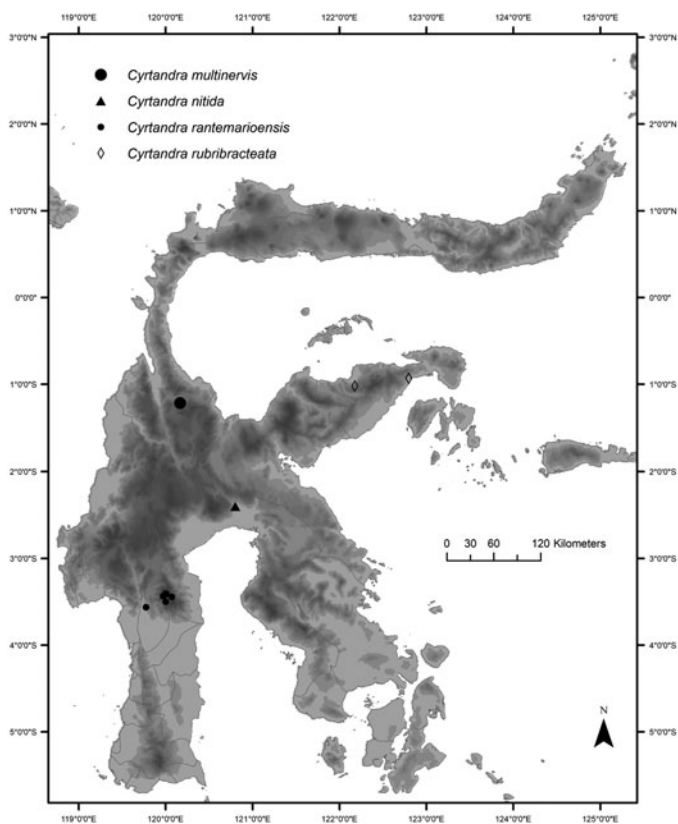 119°0'0"E 120°0'0"E 121°0'0"E 122°0'0"E 123°0'0"E 124°0'0"E 125°0'0"E
3°0'0"N 3°0'0"N
Cyrtandra multinervis
Cyrtandra nitida
2°0'0"N 2°0'0"N
Cyrtandra rantemarioensis
Cyrtandra rubribracteata
1°0'0"N 1°0'0"N
0°0'0" 0°0'0"
1°0'0"S 1°0'0"S
2°0'0"S 2°0'0"S
0 30 60 120 Kilometers
3°0'0"S 3°0'0"S
4°0'0"S 4°0'0"S
N
5°0'0"S 5°0'0"S
119°0'0"E 120°0'0"E 121°0'0"E 122°0'0"E 123°0'0"E 124°0'0"E 125°0'0"E